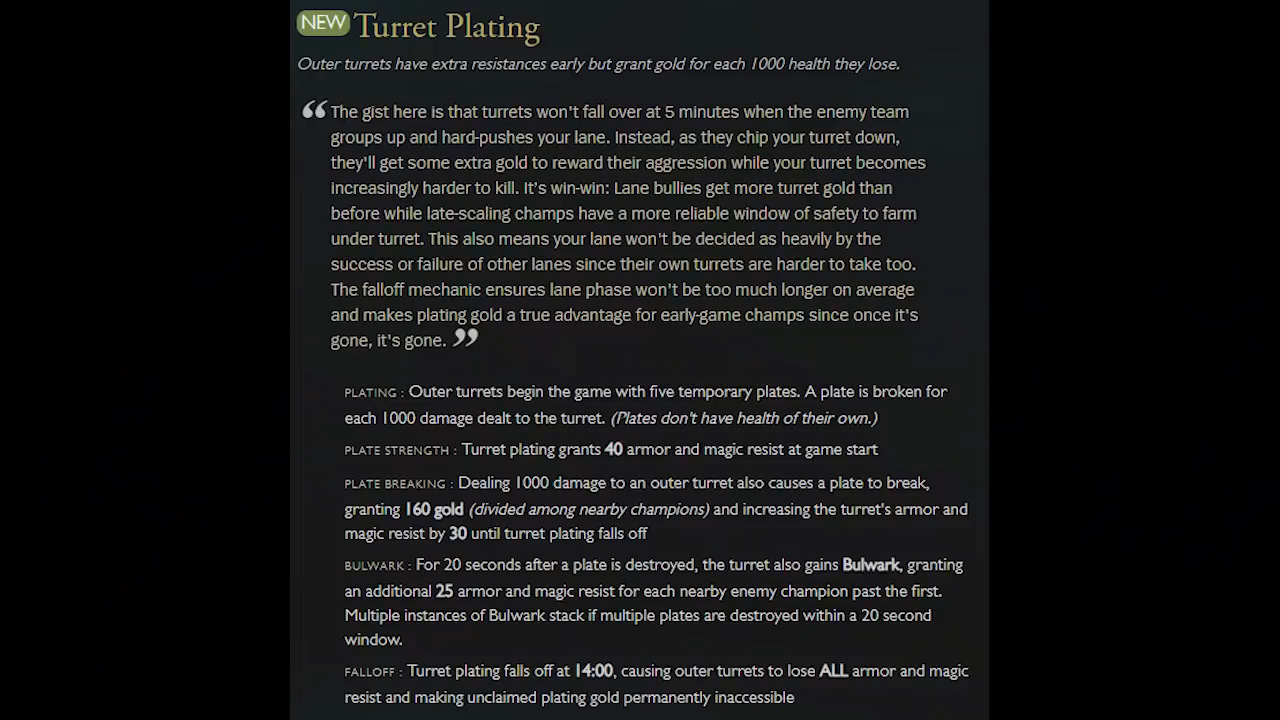 NEW Turret Plating
Outer turrets have extra resistances early but grant gold for each 1000 health they lose.
“ The gist here is that turrets won't fall over at 5 minutes when the enemy team
groups up and hard-pushes your lane. Instead, as they chip your turret down,
they'll get some extra gold to reward their aggression while your turret becomes
increasingly harder to kill. It's win-win: Lane bullies get more turret gold than
before while late-scaling champs have a more reliable window of safety to farm
under turret. This also means your lane won't be decided as heavily by the
success or failure of other lanes since their own turrets are harder to take too.
The falloff mechanic ensures lane phase won't be too much longer on average
and makes plating gold a true advantage for early-game champs since once it's
gone, it's gone. ”
PLATING : Outer turrets begin the game with five temporary plates. A plate is broken for
each 1000 damage dealt to the turret. (Plates don't have health of their own.)
PLATE STRENGTH : Turret plating grants 40 armor and magic resist at game start
PLATE BREAKING : Dealing 1000 damage to an outer turret also causes a plate to break,
granting 160 gold (divided among nearby champions) and increasing the turret's armor and
magic resist by 30 until turret plating falls off
BULWARK : For 20 seconds after a plate is destroyed, the turret also gains Bulwark, granting
an additional 25 armor and magic resist for each nearby enemy champion past the first.
Multiple instances of Bulwark stack if multiple plates are destroyed within a 20 second
window.
FALLOFF : Turret plating falls off at 14:00, causing outer turrets to lose ALL armor and magic
resist and making unclaimed plating gold permanently inaccessible